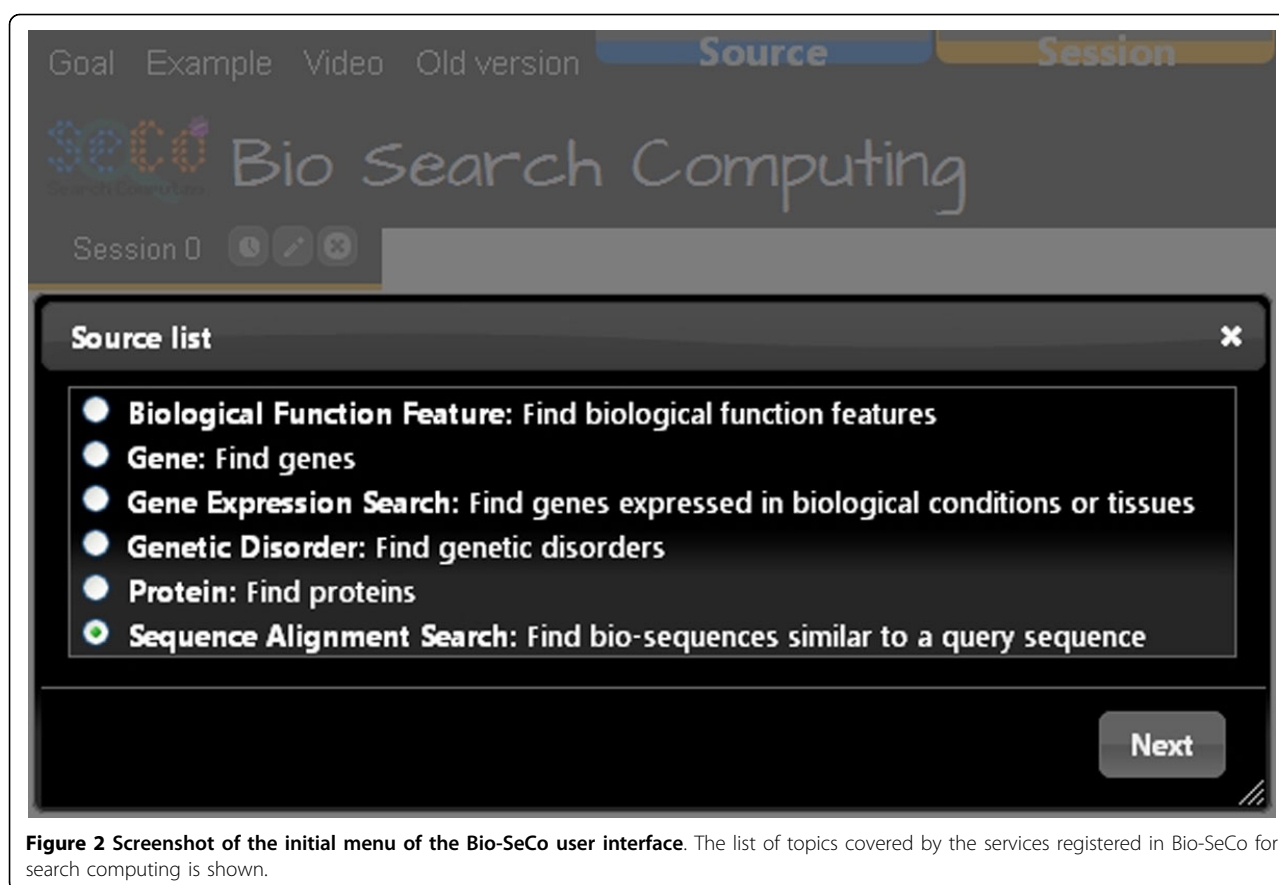 Goal Example Video Old version Source Session
SeCo
Search Computing
Bio Search Computing
Session 0
Source list
Biological Function Feature: Find biological function features
Gene: Find genes
Gene Expression Search: Find genes expressed in biological conditions or tissues
Genetic Disorder: Find genetic disorders
Protein: Find proteins
Sequence Alignment Search: Find bio-sequences similar to a query sequence
Next
Figure 2 Screenshot of the initial menu of the Bio-SeCo user interface. The list of topics covered by the services registered in Bio-SeCo for
search computing is shown.